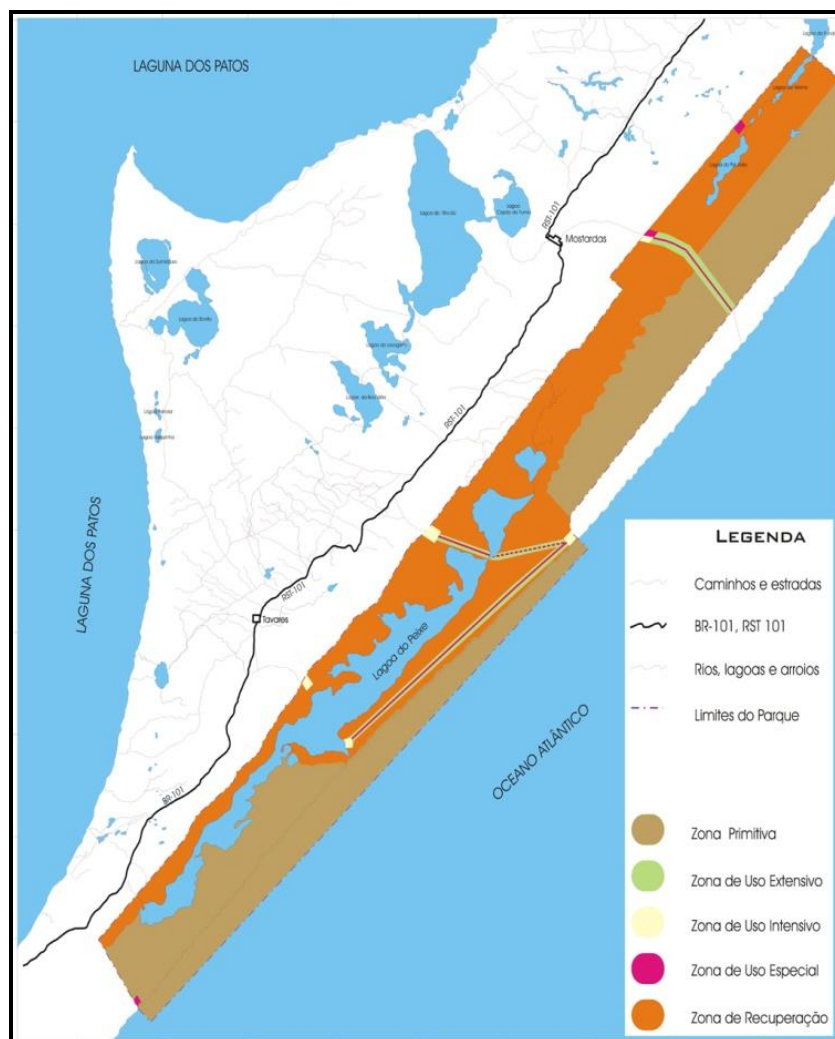 LAGUNA DOS PATOS
RST-101
Mostardas
RST-101
LAGUNA DOS PATOS
RST-101
Tavares
Lagoa do Peixe
BR-101
OCEANO ATLÂNTICO
LEGENDA
Caminhos e estradas
BR-101, RST 101
Rios, lagoas e arroios
Limites do Parque
Zona Primitiva
Zona de Uso Extensivo
Zona de Uso Intensivo
Zona de Uso Especial
Zona de Recuperação